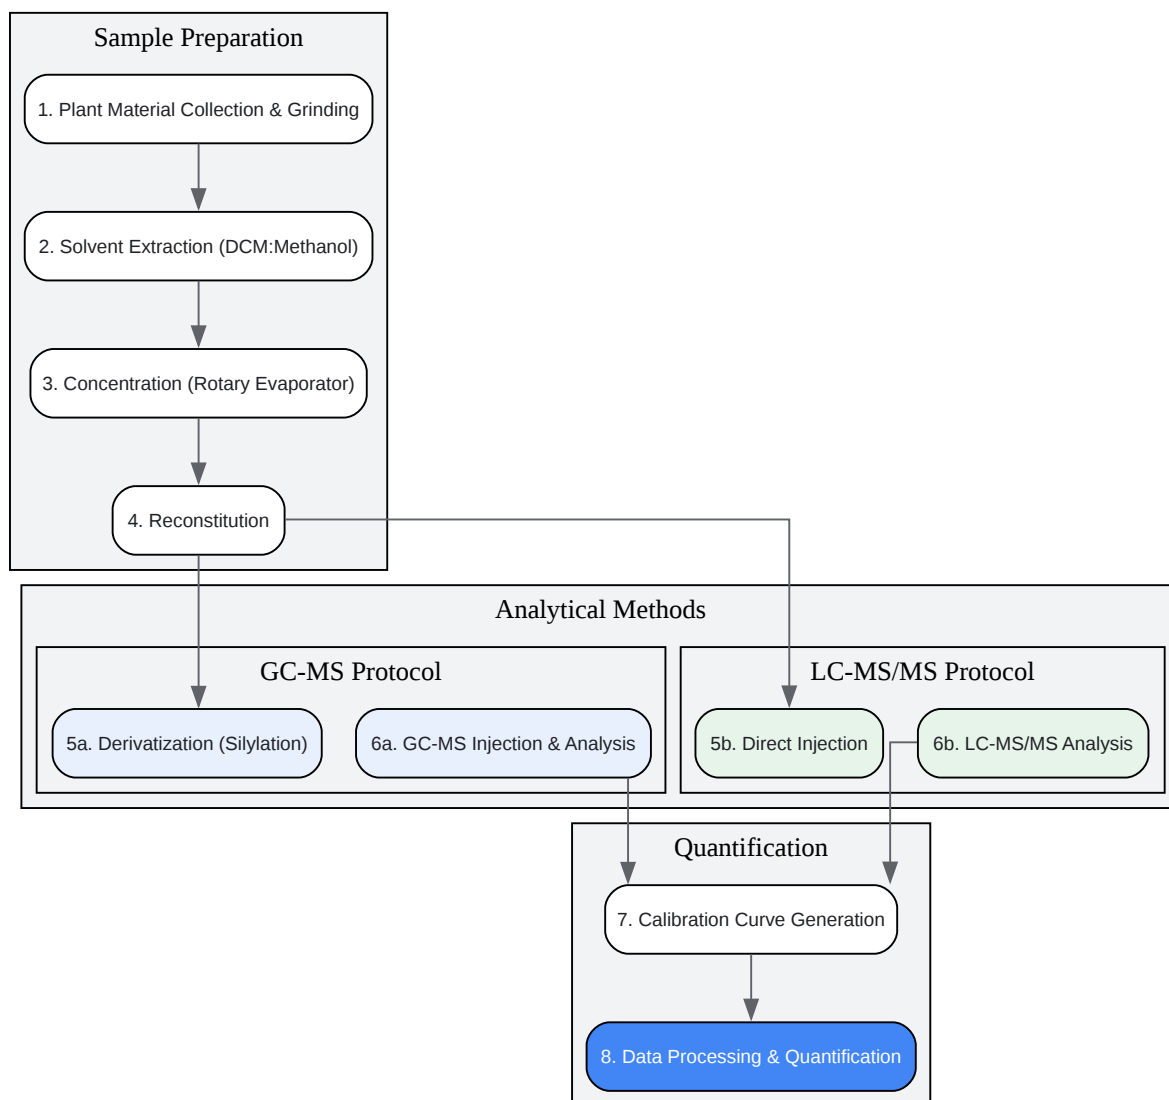 Sample Preparation
1. Plant Material Collection & Grinding
2. Solvent Extraction (DCM:Methanol)
3. Concentration (Rotary Evaporator)
4. Reconstitution
Analytical Methods
GC-MS Protocol
LC-MS/MS Protocol
5a. Derivatization (Silylation)
6a. GC-MS Injection & Analysis
5b. Direct Injection
6b. LC-MS/MS Analysis
Quantification
7. Calibration Curve Generation
8. Data Processing & Quantification